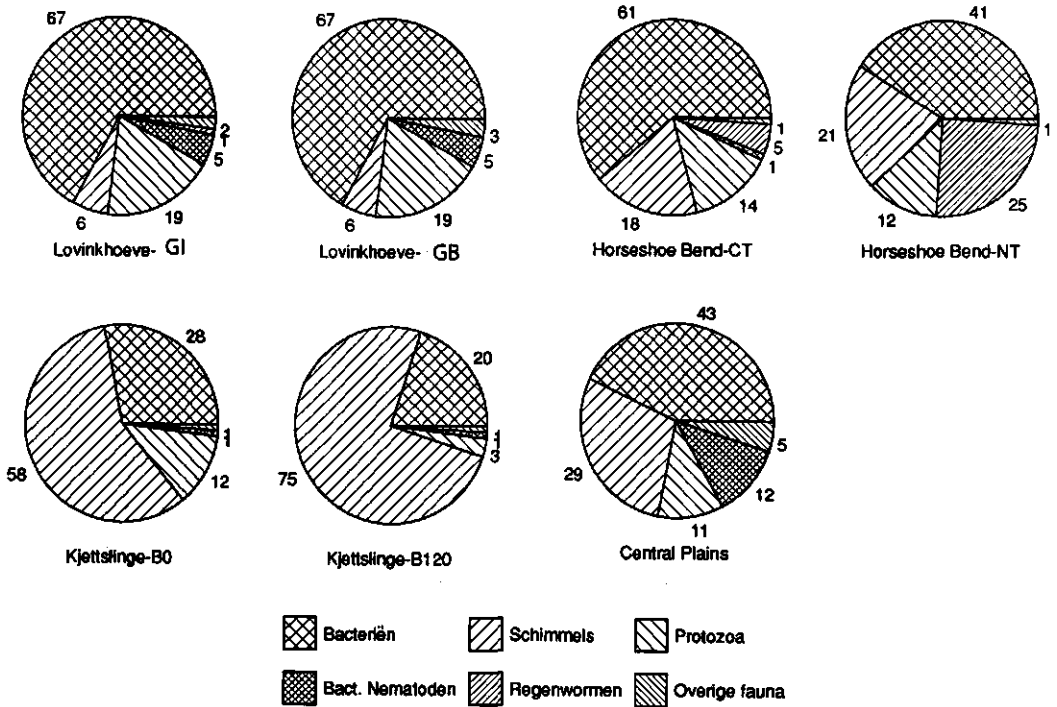 67
2
1
5
19
6
Lovinkhoeve- GI
67
3
5
19
6
Lovinkhoeve- GB
61
1
5
1
14
18
Horseshoe Bend-CT
41
1
25
12
21
Horseshoe Bend-NT
28
1
1
12
58
Kjettslinge-B0
20
1
1
3
75
Kjettslinge-B120
43
5
12
11
29
Central Plains
Bacteriën
Schimmels
Protozoa
Bact. Nematoden
Regenwormen
Overige fauna